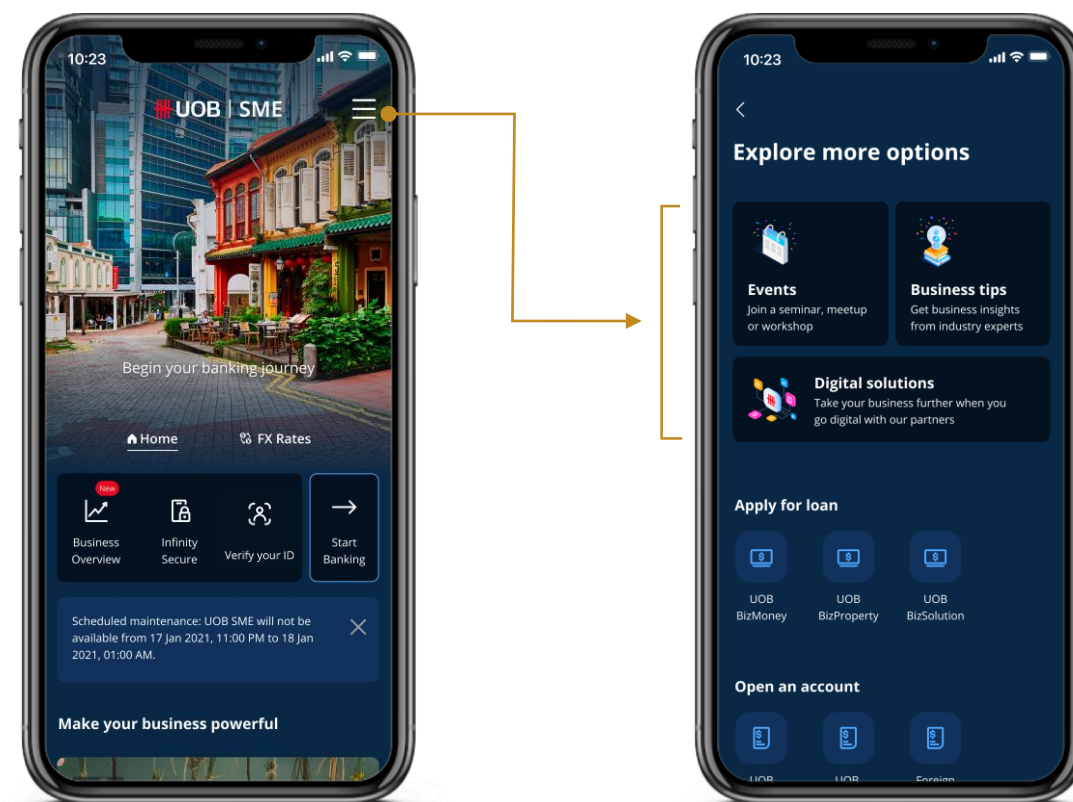 10:23
UOB | SME
Begin your banking journey
Home
FX Rates
New
Business
Overview
Infinity
Secure
Verify your ID
Start
Banking
Scheduled maintenance: UOB SME will not be
available from 17 Jan 2021, 11:00 PM to 18 Jan
2021, 01:00 AM.
Make your business powerful
10:23
Explore more options
Events
Join a seminar, meetup
or workshop
Business tips
Get business insights
from industry experts
Digital solutions
Take your business further when you
go digital with our partners
Apply for loan
UOB
BizMoney
UOB
BizProperty
UOB
BizSolution
Open an account
UOB
UOB
Foreign